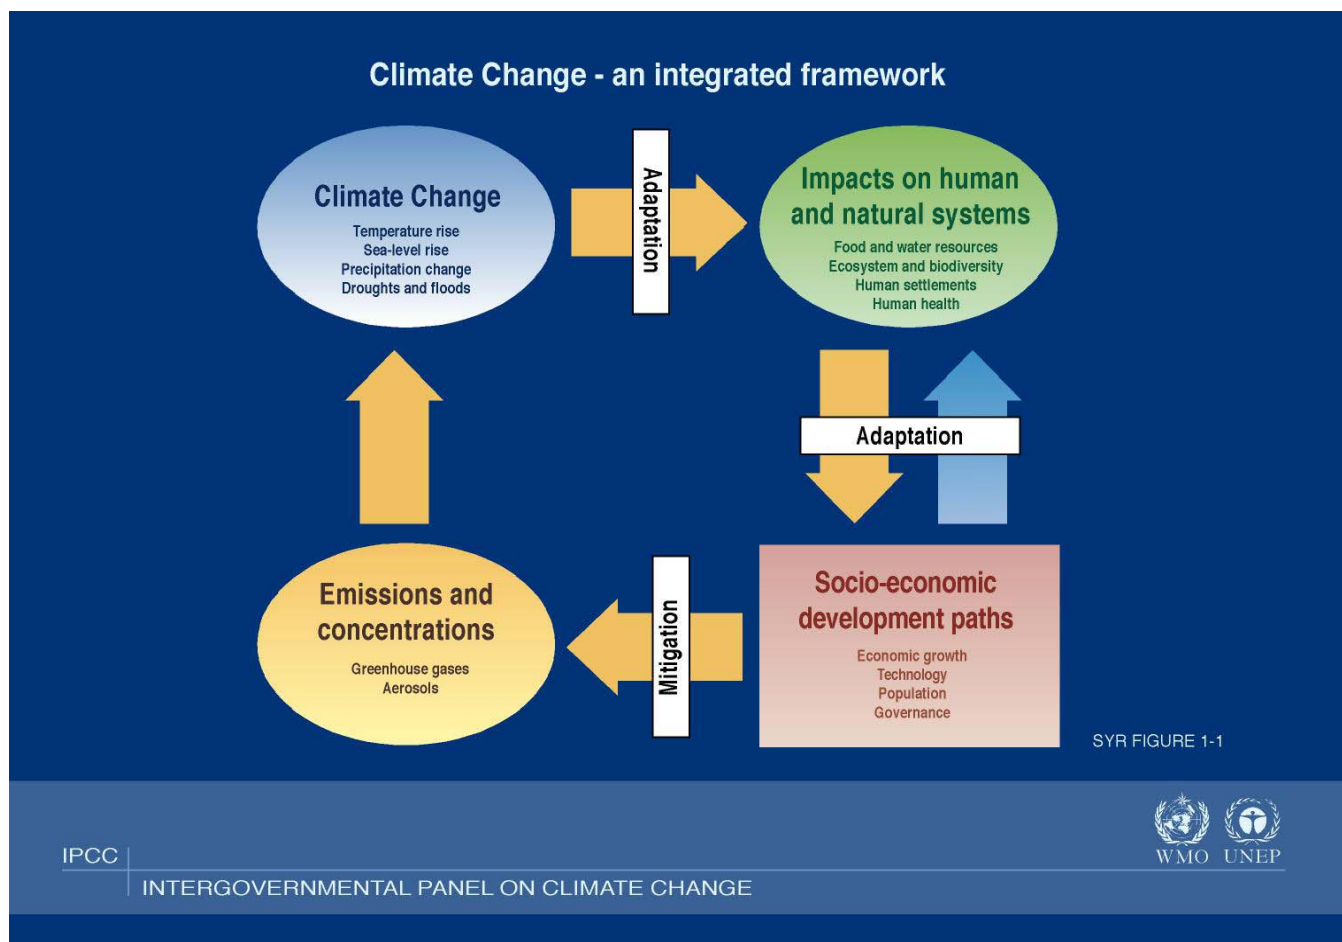 Climate Change - an integrated framework
Climate Change
Temperature rise
Sea-level rise
Precipitation change
Droughts and floods
Adaptation
Impacts on human
and natural systems
Food and water resources
Ecosystem and biodiversity
Human settlements
Human health
Adaptation
Emissions and
concentrations
Greenhouse gases
Aerosols
Mitigation
Socio-economic
development paths
Economic growth
Technology
Population
Governance
SYR FIGURE 1-1
WMO UNEP
IPCC
INTERGOVERNMENTAL PANEL ON CLIMATE CHANGE